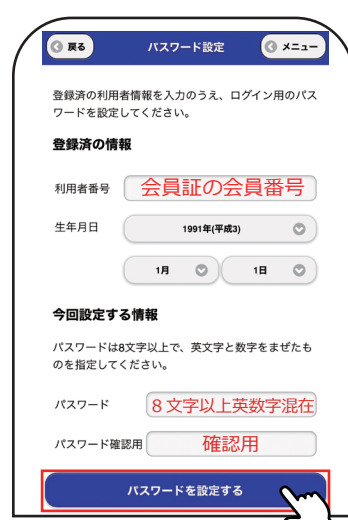 戻る パスワード設定 メニュー
登録済の利用者情報を入力のうえ、ログイン用のパス
ワードを設定してください。
登録済の情報
利用者番号 会員証の会員番号
生年月日 1991年(平成3)
1月 1日
今回設定する情報
パスワードは8文字以上で、英文字と数字をまぜたも
のを指定してください。
パスワード 8文字以上英数字混在
パスワード確認用 確認用
パスワードを設定する